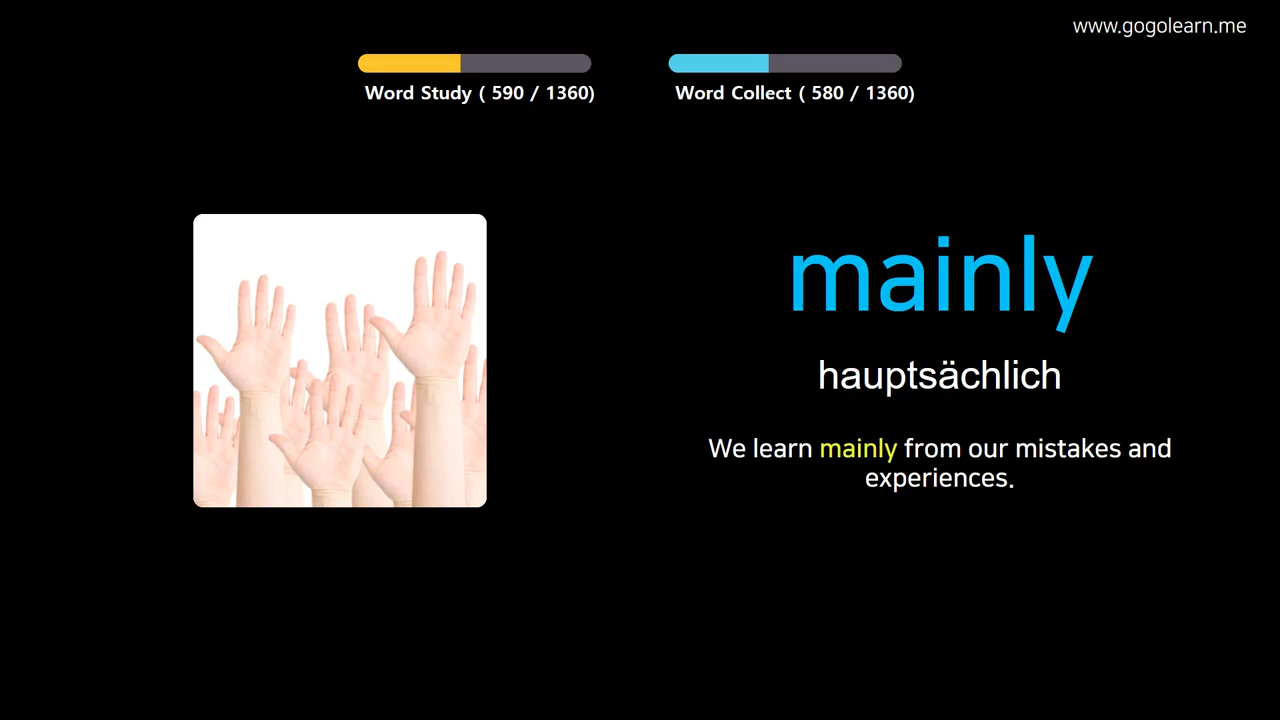 www.gogolearn.me
Word Study ( 590 / 1360)
Word Collect ( 580 / 1360)
mainly
hauptsächlich
We learn mainly from our mistakes and
experiences.